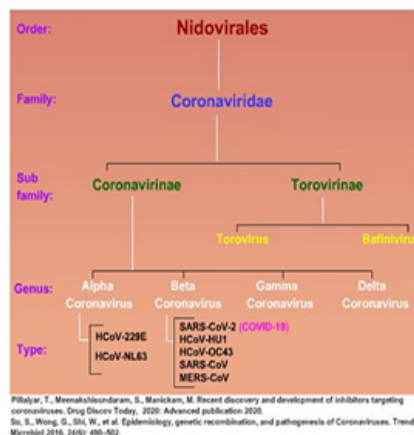 Order: Nidovirales
Family: Coronaviridae
Sub family: Coronavirinae Torovirinae
Torovirus Bafinivirus
Genus: Alpha Coronavirus Beta Coronavirus Gamma Coronavirus Delta Coronavirus
Type:
HCoV-229E
HCoV-NL63
SARS-CoV-2 (COVID-19)
HCoV-HU1
HCoV-OC43
SARSCoV
MERS-CoV
Pillaiyar, T., Meenakshisundaram, S., Manickam, M. Recent discovery and development of inhibitors targeting
coronaviruses. Drug Discov Today, 2020: Advanced publication 2020.
Su, S., Wong, G., Shi, W., et al. Epidemiology, genetic recombination, and pathogenesis of Coronaviruses. Trend
Microbiol 2016, 24(6): 490–502.